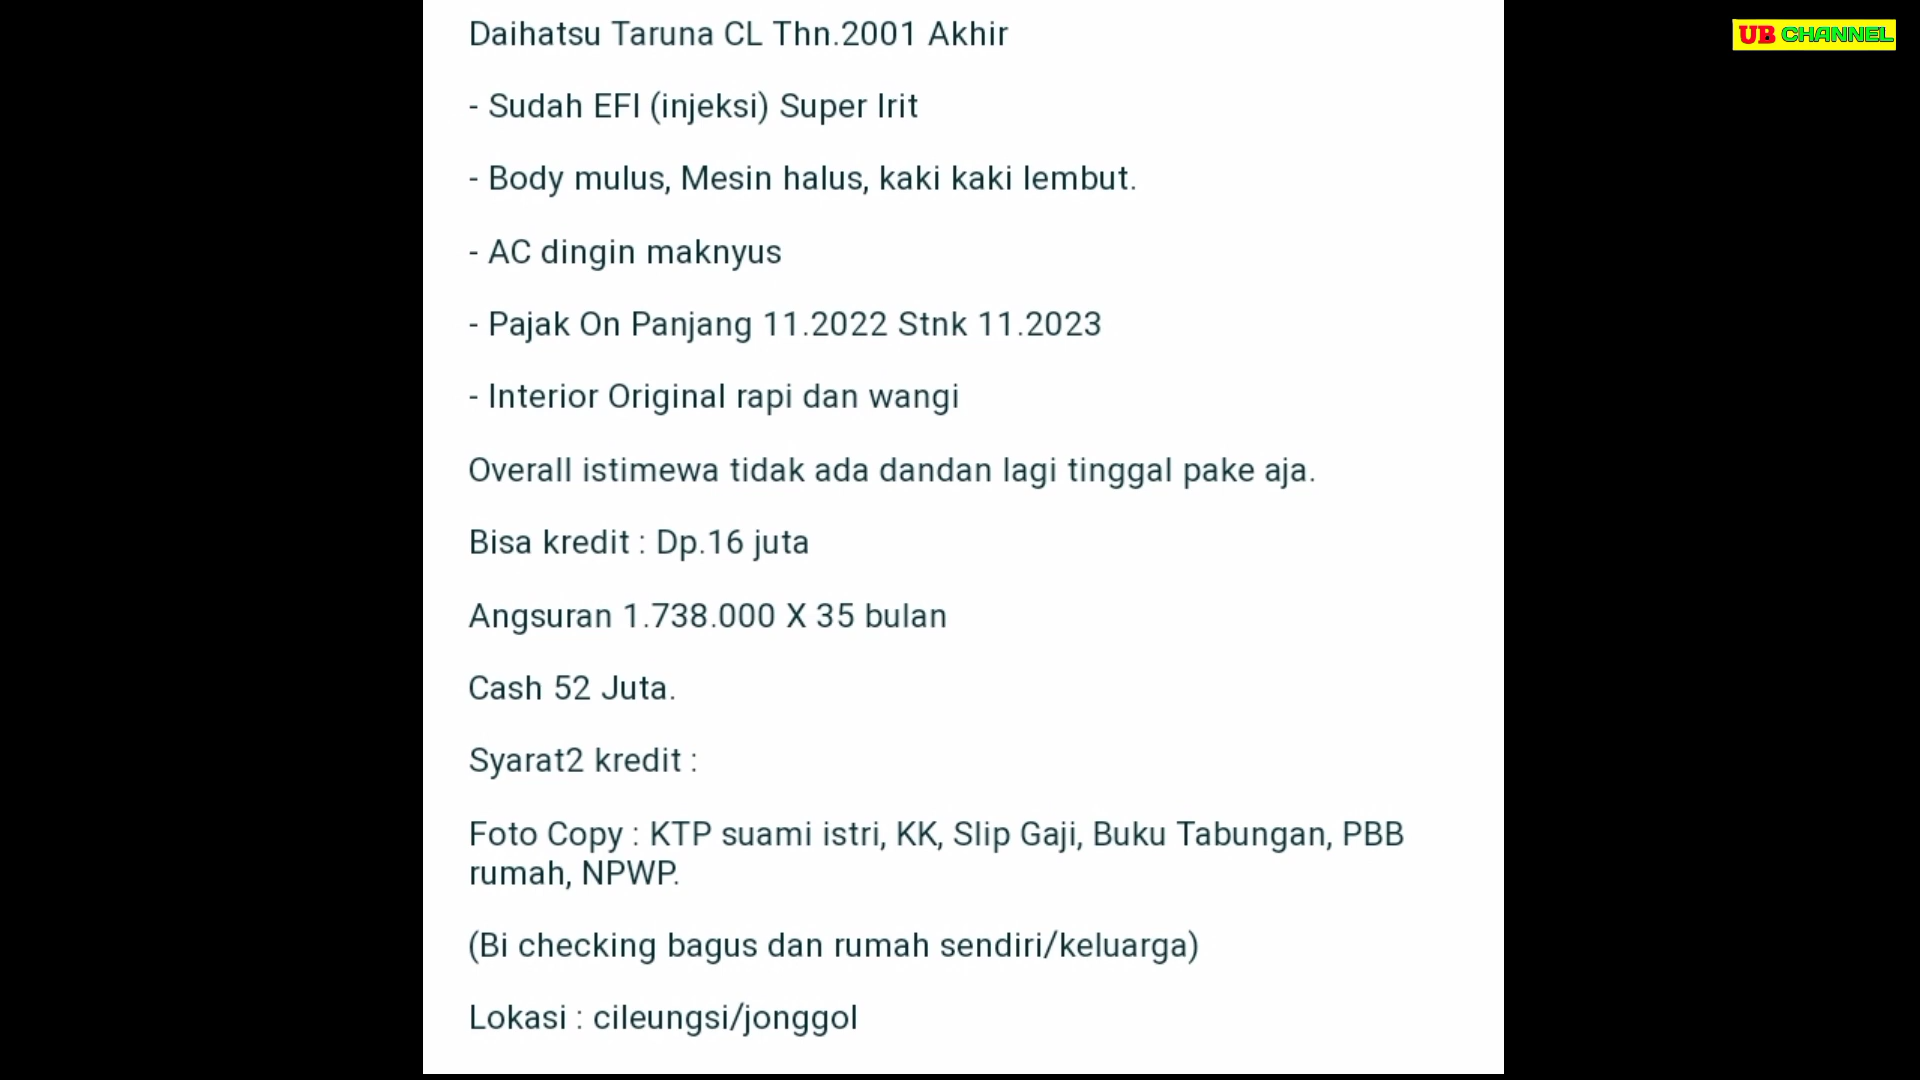 Daihatsu Taruna CL Thn.2001 Akhir
- Sudah EFI (injeksi) Super Irit
- Body mulus, Mesin halus, kaki kaki lembut.
- AC dingin maknyus
- Pajak On Panjang 11.2022 Stnk 11.2023
- Interior Original rapi dan wangi
Overall istimewa tidak ada dandan lagi tinggal pake aja.
Bisa kredit : Dp.16 juta
Angsuran 1.738.000 X 35 bulan
Cash 52 Juta.
Syarat2 kredit :
Foto Copy : KTP suami istri, KK, Slip Gaji, Buku Tabungan, PBB
rumah, NPWP.
(Bi checking bagus dan rumah sendiri/keluarga)
Lokasi : cileungsi/jonggol
UB CHANNEL